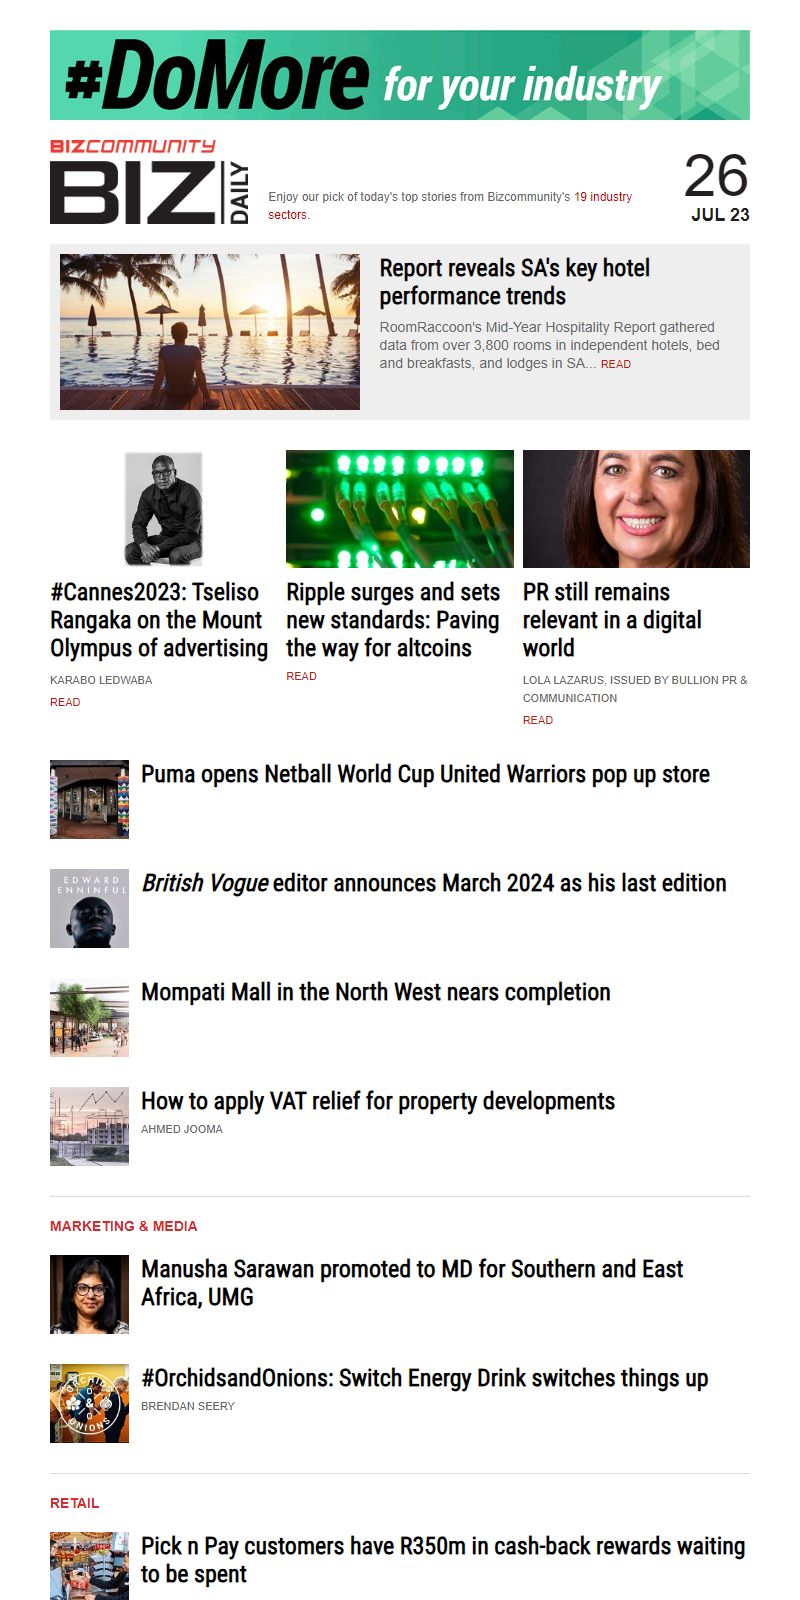 #DoMore for your industry
BIZCOMMUNITY
BIZ DAILY
Enjoy our pick of today's top stories from Bizcommunity's 19 industry
sectors.
26
JUL 23
Report reveals SA's key hotel
performance trends
RoomRaccoon's Mid-Year Hospitality Report gathered
data from over 3,800 rooms in independent hotels, bed
and breakfasts, and lodges in SA... READ
#Cannes2023: Tseliso
Rangaka on the Mount
Olympus of advertising
KARABO LEDWABA
READ
Ripple surges and sets
new standards: Paving
the way for altcoins
READ
PR still remains
relevant in a digital
world
LOLA LAZARUS, ISSUED BY BULLION PR &
COMMUNICATION
READ
Puma opens Netball World Cup United Warriors pop up store
EDWARD
ENNINFUL
British Vogue editor announces March 2024 as his last edition
Mompati Mall in the North West nears completion
How to apply VAT relief for property developments
AHMED JOOMA
MARKETING & MEDIA
Manusha Sarawan promoted to MD for Southern and East
Africa, UMG
ORCHIDS
&
ONIONS
#OrchidsandOnions: Switch Energy Drink switches things up
BRENDAN SEERY
RETAIL
Pick n Pay customers have R350m in cash-back rewards waiting
to be spent